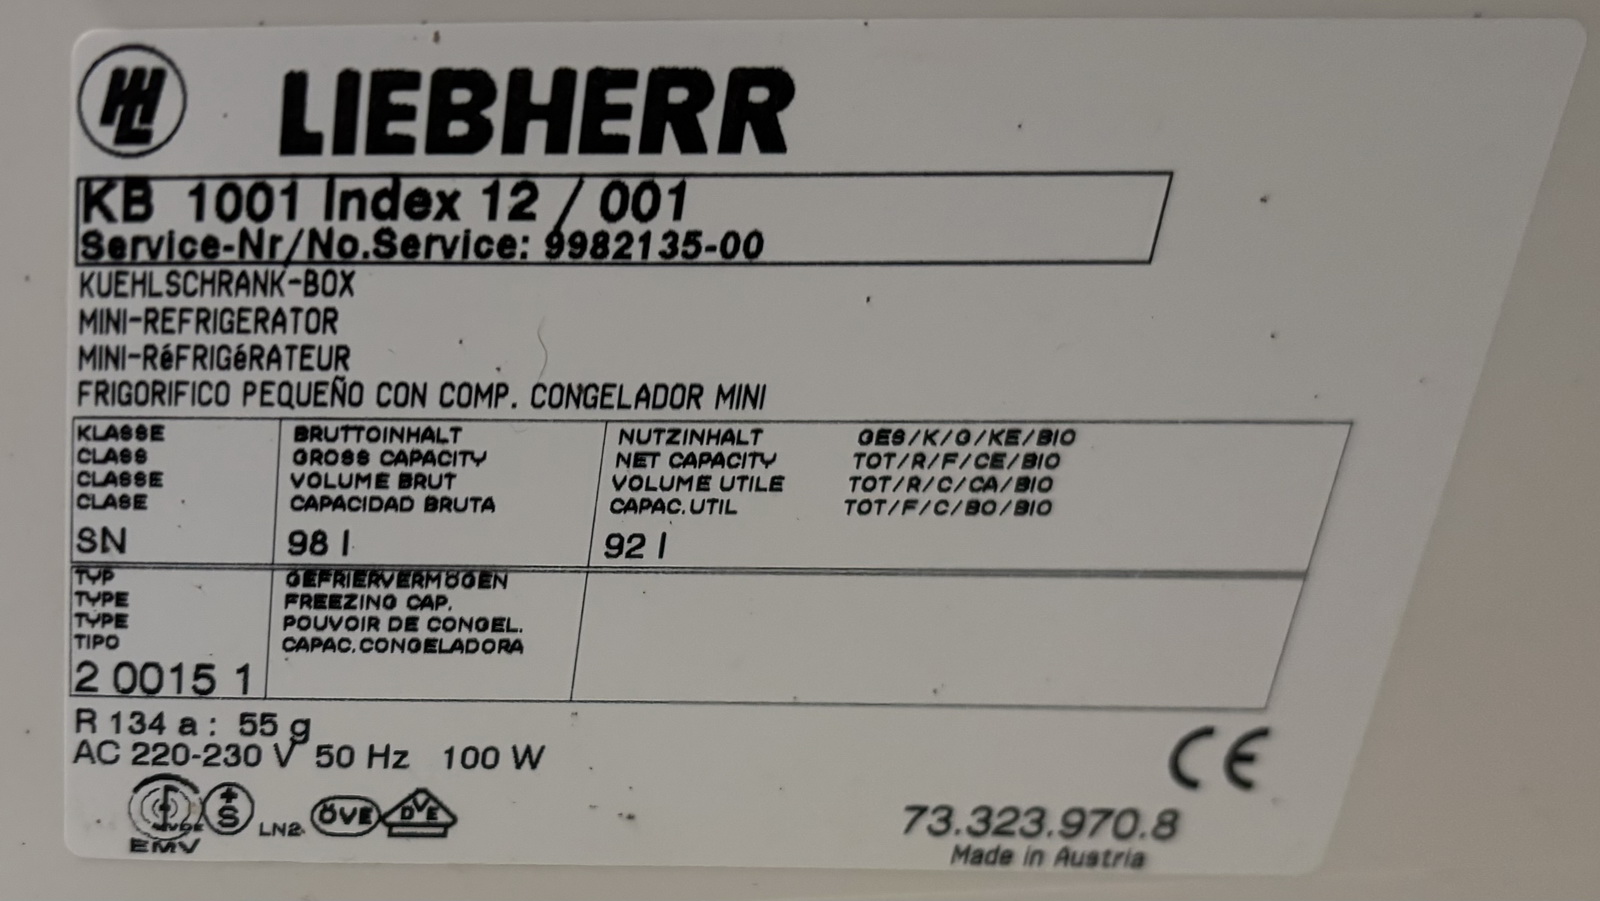 LIEBHERR
KB 1001 Index 12 / 001
Service-Nr/No.Service: 9982135-00
KUEHLSCHRANK-BOX
MINI-REFRIGERATOR
MINI-RéFRIGéRATEUR
FRIGORIFICO PEQUEÑO CON COMP. CONGELADOR MINI
KLASSE BRUTTOINHALT NUTZINHALT GES/K/G/KE/BIO
CLASS GROSS CAPACITY NET CAPACITY TOT/R/F/CE/BIO
CLASSE VOLUME BRUT VOLUME UTILE TOT/R/C/CA/BIO
CLASE CAPACIDAD BRUTA CAPAC.UTIL TOT/F/C/BO/BIO
SN 98 l 92 l
TYP GEFRIERVERMÖGEN
TYPE FREEZING CAP.
TYPE POUVOIR DE CONGEL.
TIPO CAPAC.CONGELADORA
2 0015 1
R 134 a : 55 g
AC 220-230 V 50 Hz 100 W
CE
VDE +S LN2 ÖVE DVE
EMV
73.323.970.8
Made in Austria